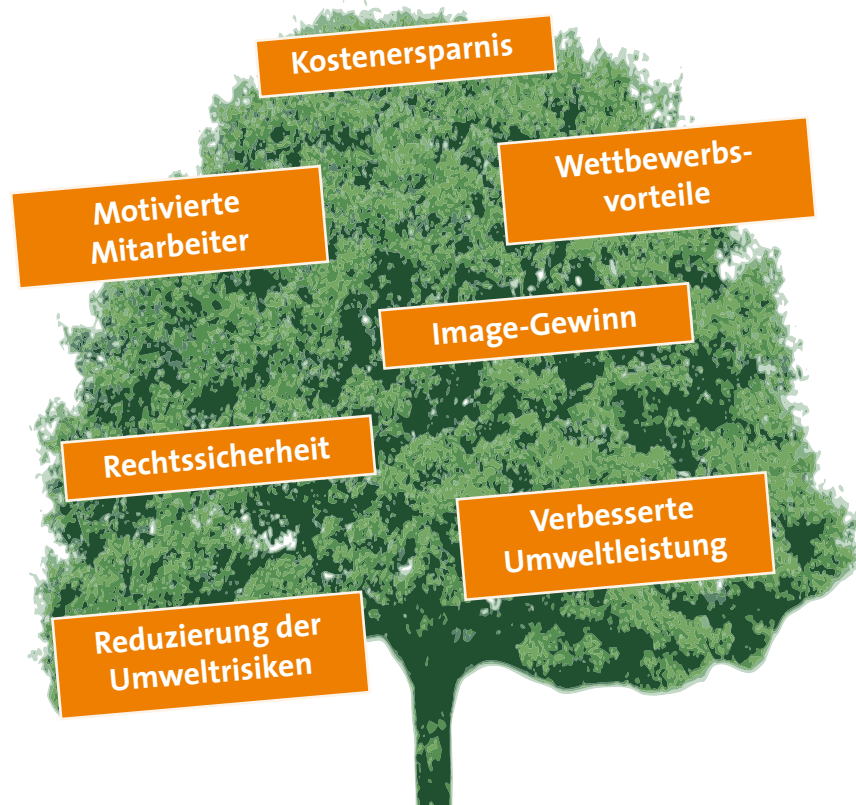 Kostenersparnis
Wettbewerbs-
vorteile
Motivierte
Mitarbeiter
Image-Gewinn
Rechtssicherheit
Verbesserte
Umweltleistung
Reduzierung der
Umweltrisiken